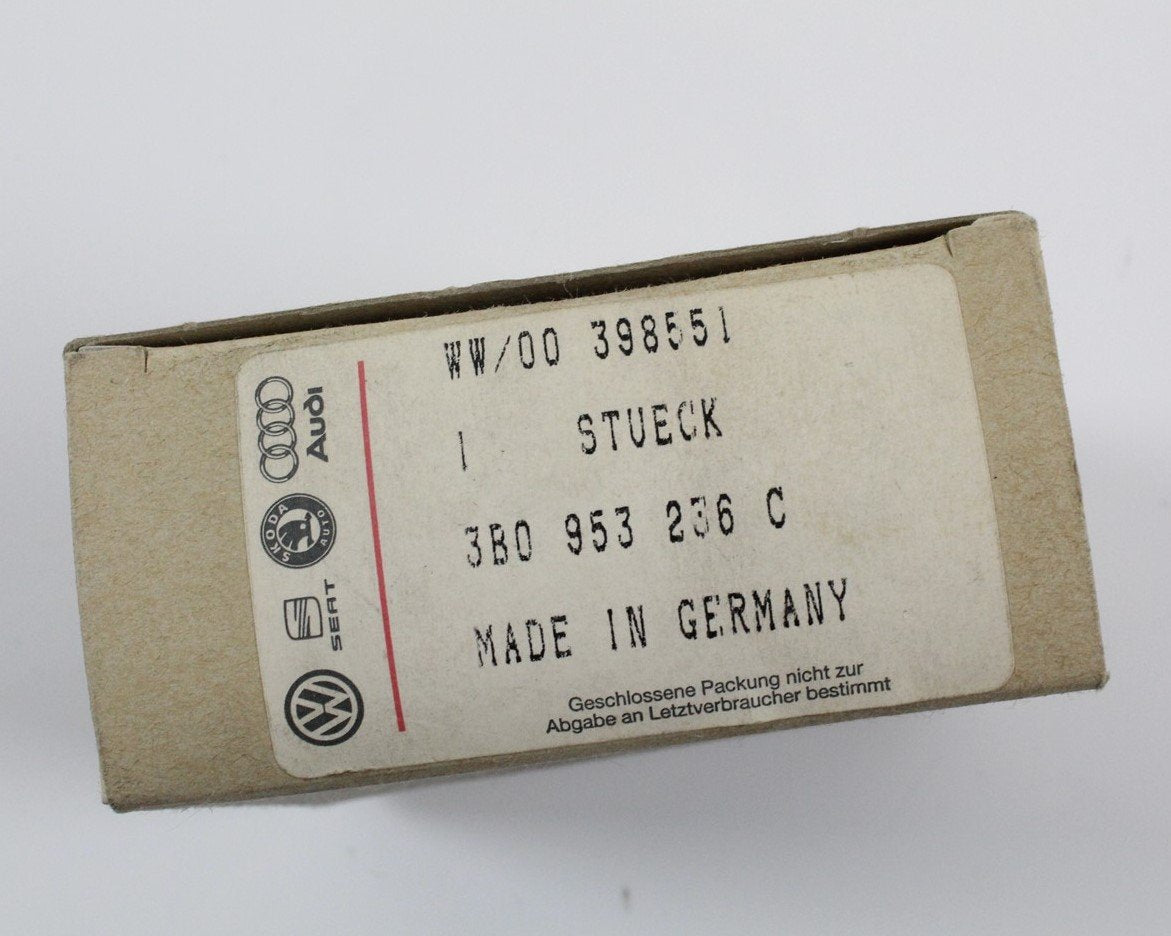 WW/00 398551
1 STUECK
3B0 953 236 C
MADE IN GERMANY
Geschlossene Packung nicht zur
Abgabe an Letztverbraucher bestimmt
Audi
SKODA AUTO
SEAT
VW